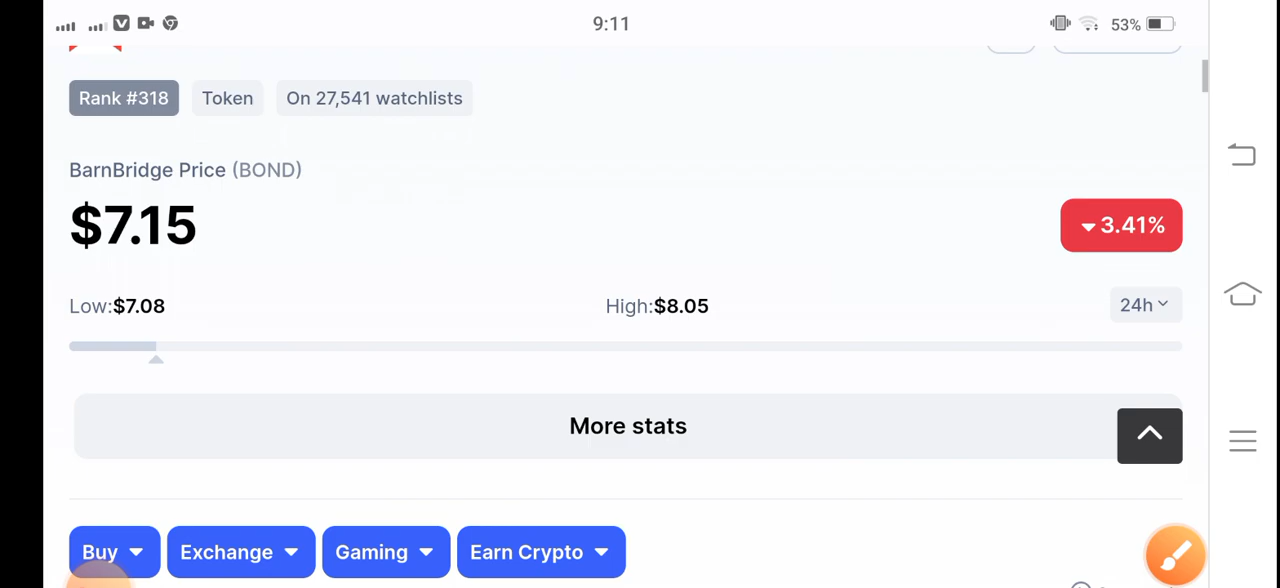 9:11
53%
Rank #318 Token On 27,541 watchlists
BarnBridge Price (BOND)
$7.15
3.41%
Low:$7.08 High:$8.05 24h
More stats
Buy Exchange Gaming Earn Crypto